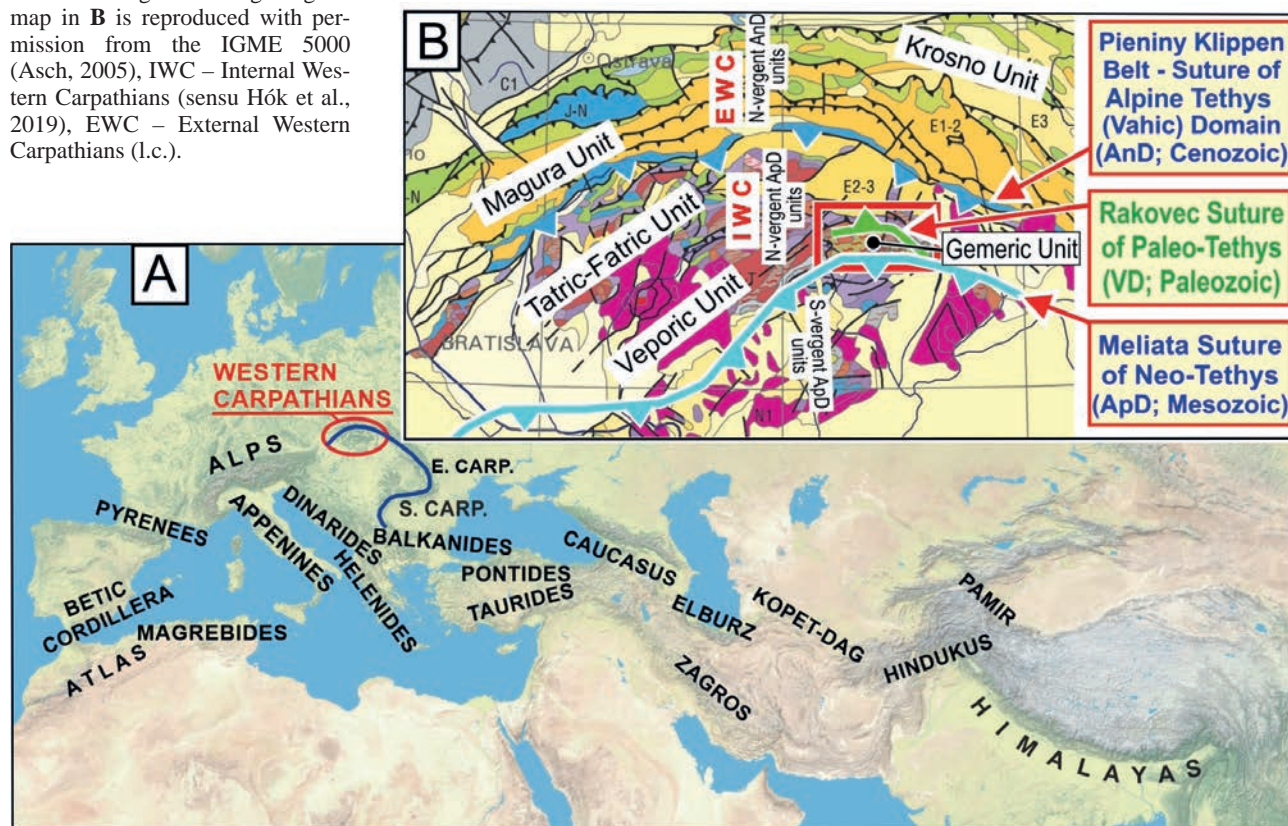 map in B is reproduced with per-
mission from the IGME 5000
(Asch, 2005), IWC – Internal Wes-
tern Carpathians (sensu Hók et al.,
2019), EWC – External Western
Carpathians (l.c.).
B
Ostrava
C1
J-N
-N
Krosno Unit
EWC
N-vergent AnD
units
E1-2
E3
Magura Unit
IWC
N-vergent ApD
units
E2-3
Tatric-Fatric Unit
Gemeric Unit
Veporic Unit
J
BRATISLAVA
S-vergent ApD
units
N1
Pieniny Klippen
Belt - Suture of
Alpine Tethys
(Vahic) Domain
(AnD; Cenozoic)
Rakovec Suture
of Paleo-Tethys
(VD; Paleozoic)
Meliata Suture
of Neo-Tethys
(ApD; Mesozoic)
A
WESTERN
CARPATHIANS
ALPS
E. CARP.
S. CARP.
PYRENEES
APPENINES
DINARIDES
HELENIDES
BALKANIDES
PONTIDES
TAURIDES
CAUCASUS
ELBURZ
KOPET-DAG
PAMIR
HINDUKUS
BETIC
CORDILLERA
MAGREBIDES
ATLAS
ZAGROS
HIMALAYAS